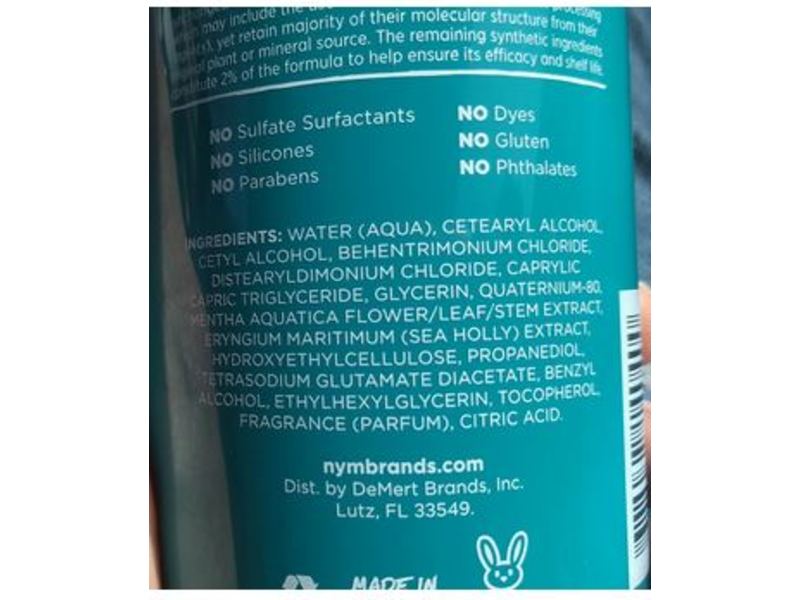 may include the
yet retain majority of their molecular structure from their
plant or mineral source. The remaining synthetic ingredients
constitute 2% of the formula to help ensure its efficacy and shelf life.
NO Sulfate Surfactants
NO Silicones
NO Parabens
NO Dyes
NO Gluten
NO Phthalates
INGREDIENTS: WATER (AQUA), CETEARYL ALCOHOL,
CETYL ALCOHOL, BEHENTRIMONIUM CHLORIDE,
DISTEARYLDIMONIUM CHLORIDE, CAPRYLIC
CAPRIC TRIGLYCERIDE, GLYCERIN, QUATERNIUM-80,
MENTHA AQUATICA FLOWER/LEAF/STEM EXTRACT,
ERYNGIUM MARITIMUM (SEA HOLLY) EXTRACT,
HYDROXYETHYLCELLULOSE, PROPANEDIOL,
TETRASODIUM GLUTAMATE DIACETATE, BENZYL
ALCOHOL, ETHYLHEXYLGLYCERIN, TOCOPHEROL,
FRAGRANCE (PARFUM), CITRIC ACID.
nymbrands.com
Dist. by DeMert Brands, Inc.
Lutz, FL 33549.
MADE IN